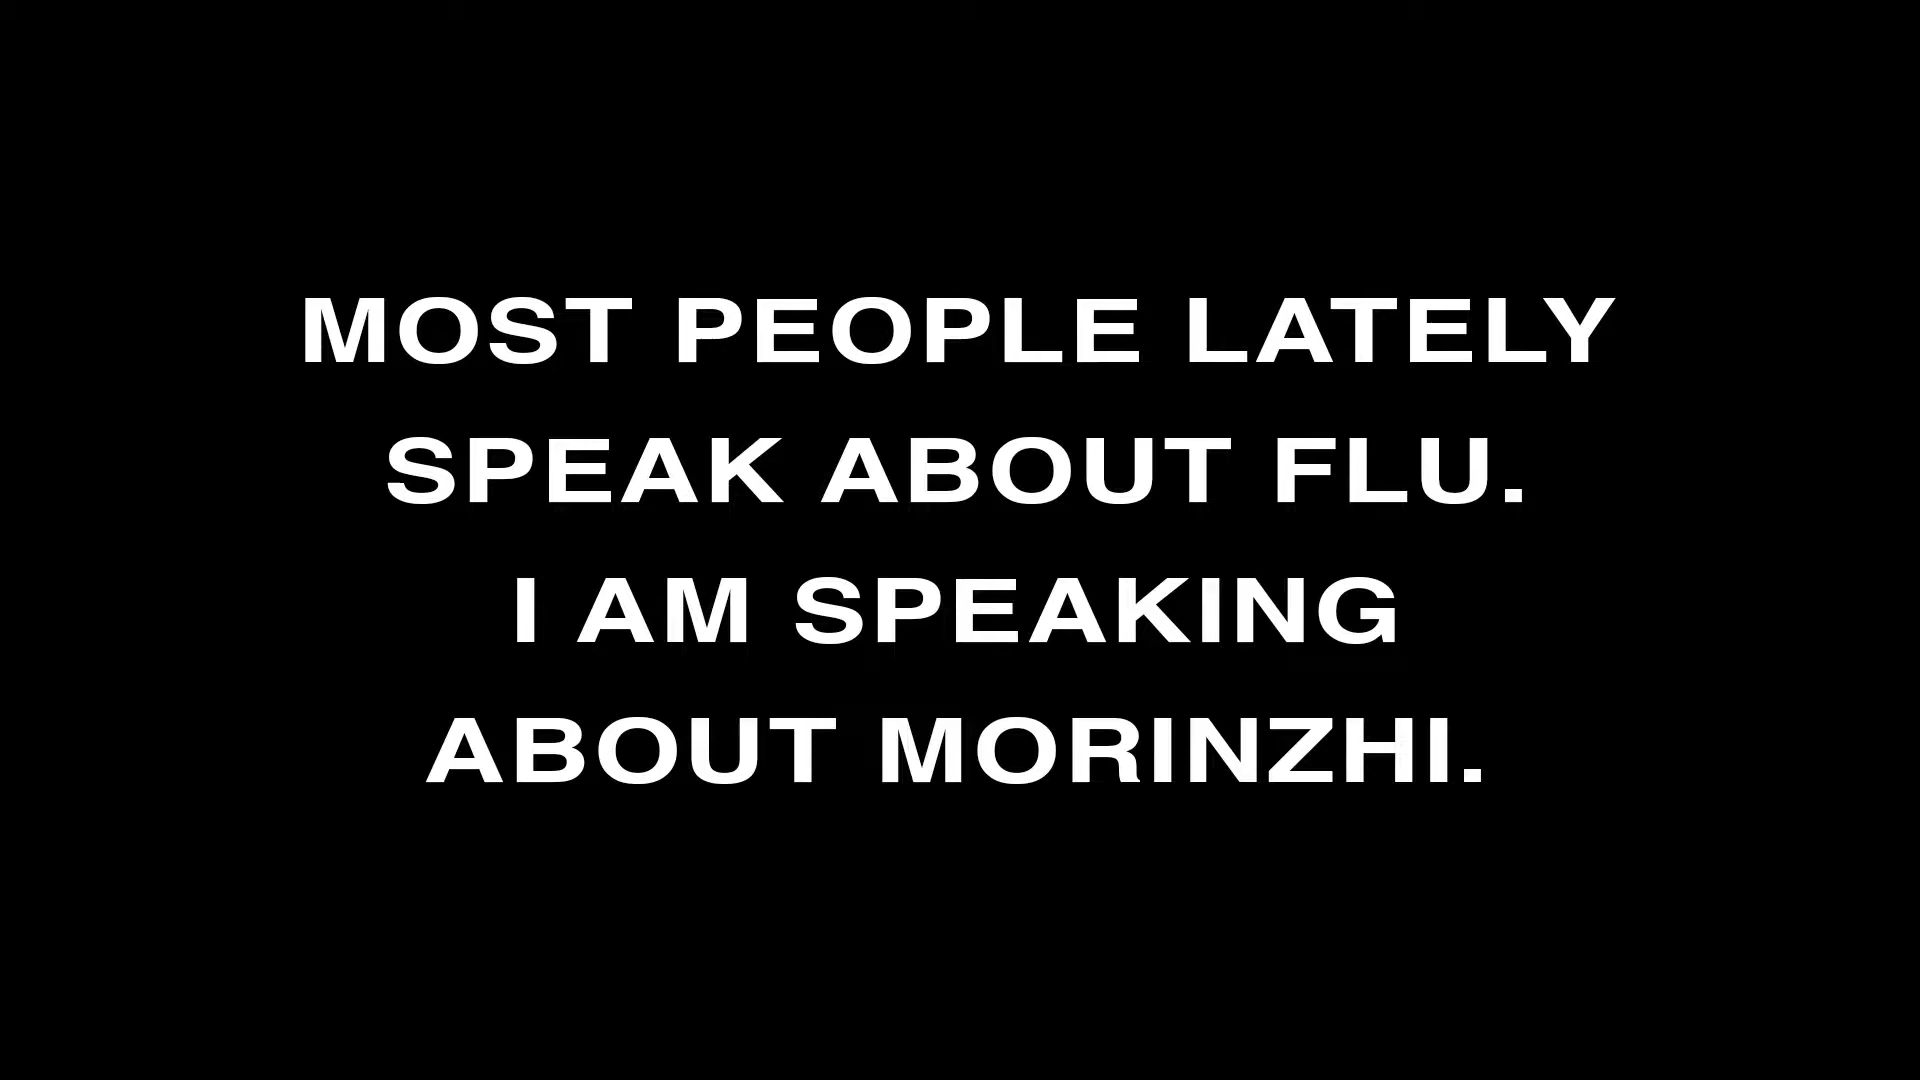 MOST PEOPLE LATELY
SPEAK ABOUT FLU.
I AM SPEAKING
ABOUT MORINZHI.